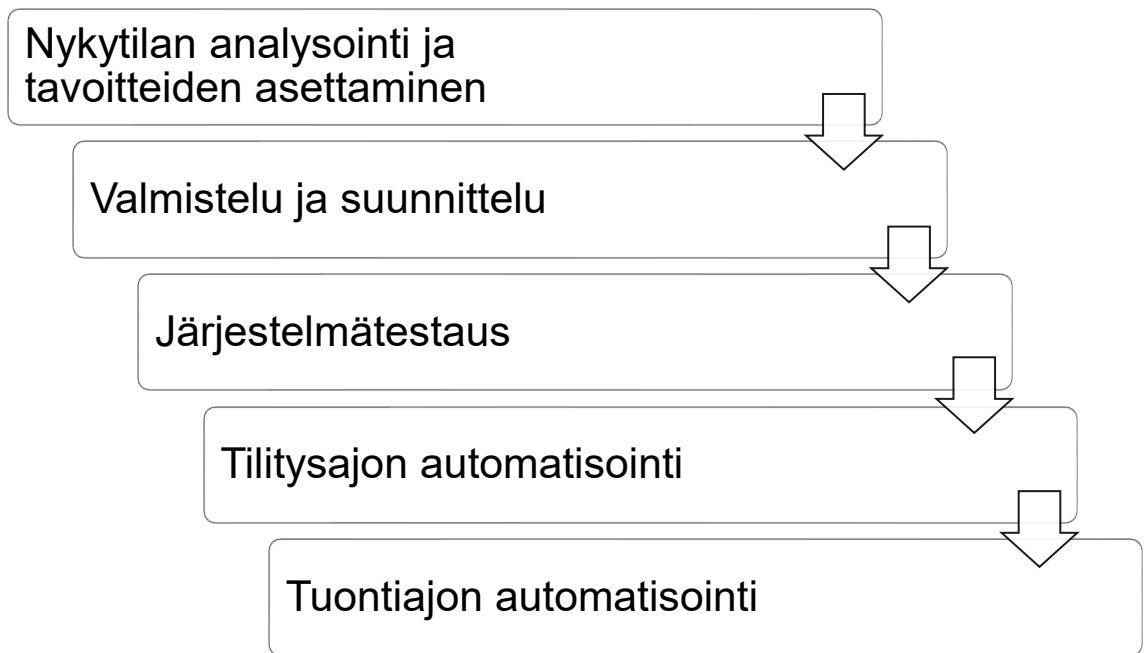 Nykytilan analysointi ja
tavoitteiden asettaminen
Valmistelu ja suunnittelu
Järjestelmätestaus
Tilitysajon automatisointi
Tuontiajon automatisointi